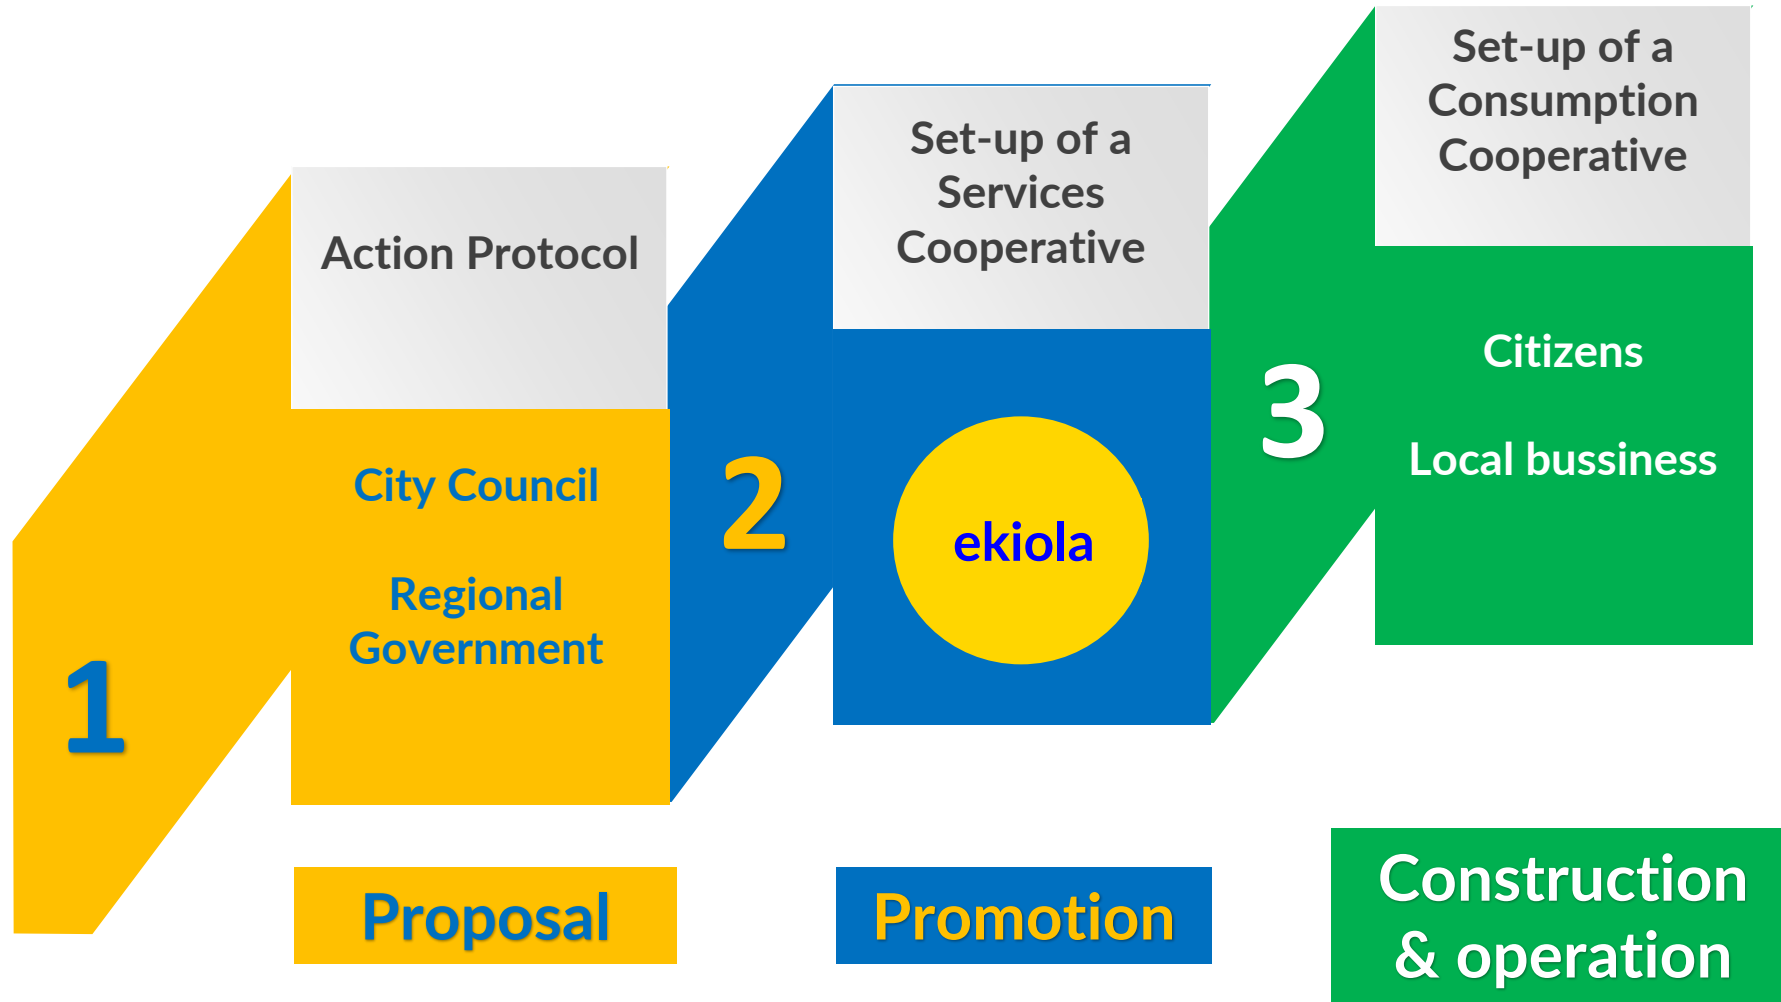 1
Action Protocol
City Council
Regional
Government
Proposal
2
Set-up of a
Services
Cooperative
ekiola
Promotion
3
Set-up of a
Consumption
Cooperative
Citizens
Local bussiness
Construction
& operation